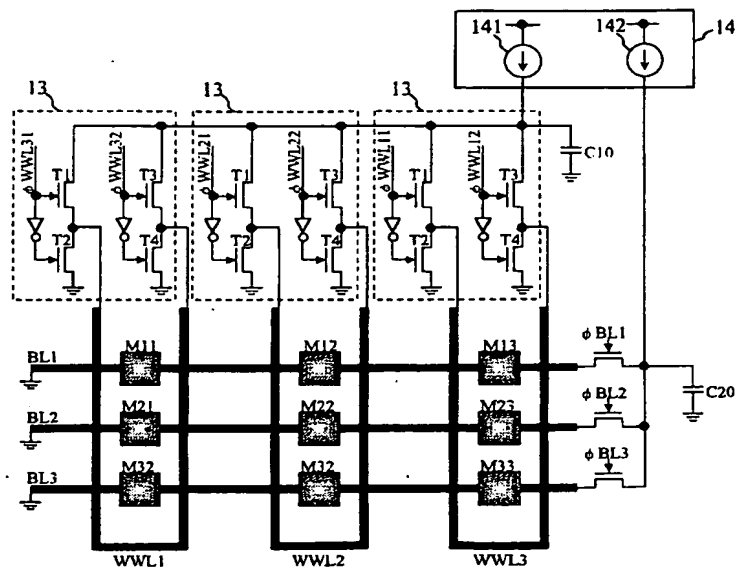 141
142
14
13
13
13
φWWL31
T1
φWWL32
T3
φWWL21
T1
φWWL22
T3
φWWL11
T1
φWWL12
T3
C10
T2
T4
T2
T4
T2
T4
BL1
M11
M12
M13
φBL1
C20
BL2
M21
M22
M23
φBL2
BL3
M32
M32
M33
φBL3
WWL1
WWL2
WWL3